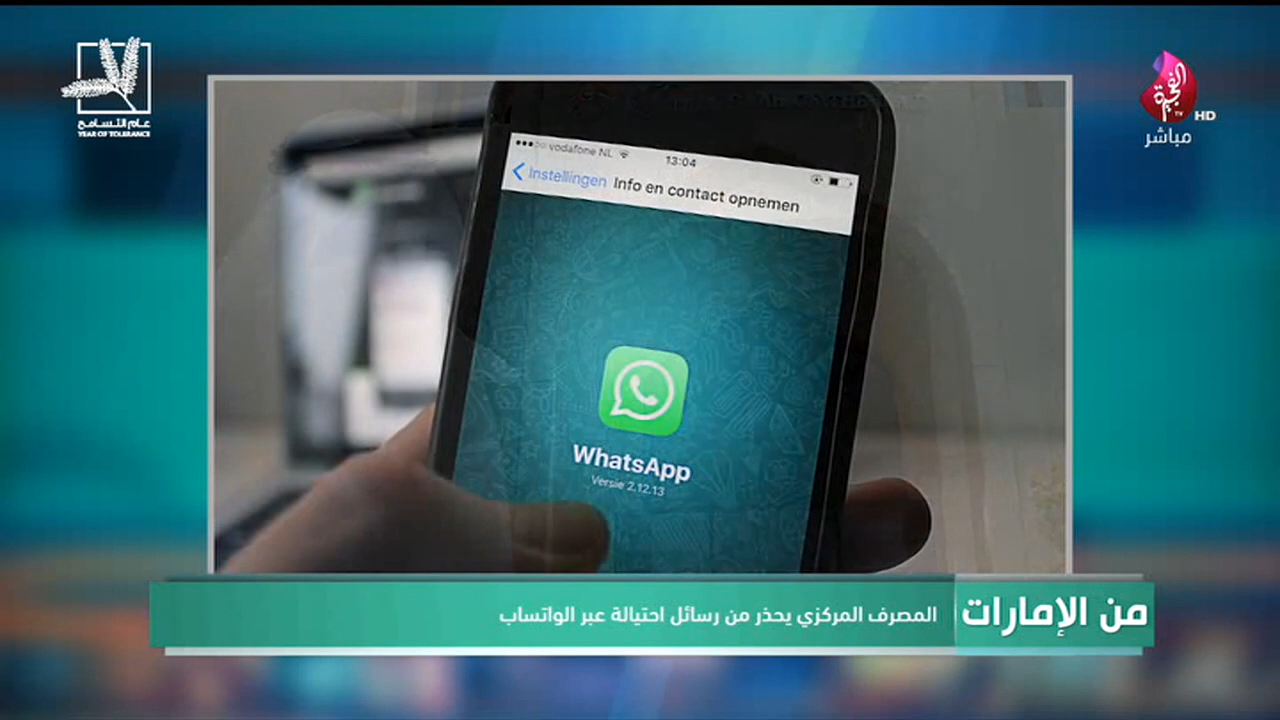 عام التسامح
YEAR OF TOLERANCE
الفجيرة
TV
HD
مباشر
vodafone NL
13:04
Instellingen
Info en contact opnemen
WhatsApp
Versie 2.12.13
من الإمارات
المصرف المركزي يحذر من رسائل احتيالة عبر الواتساب